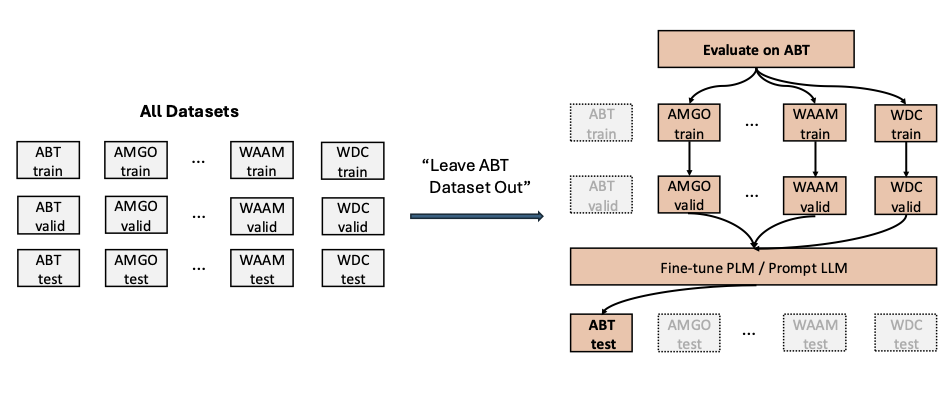 All Datasets
ABT train
AMGO train
...
WAAM train
WDC train
ABT valid
AMGO valid
...
WAAM valid
WDC valid
ABT test
AMGO test
...
WAAM test
WDC test
“Leave ABT
Dataset Out”
Evaluate on ABT
ABT train
AMGO train
...
WAAM train
WDC train
ABT valid
AMGO valid
...
WAAM valid
WDC valid
Fine-tune PLM / Prompt LLM
ABT test
AMGO test
...
WAAM test
WDC test